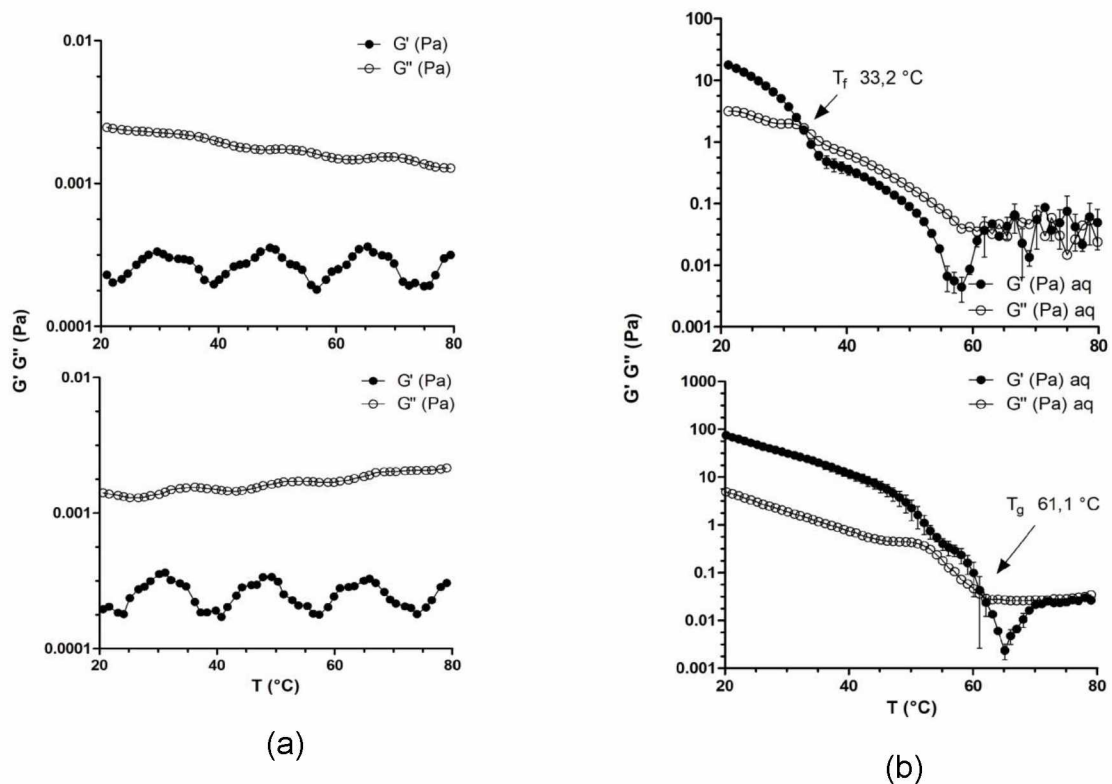 0.01
G' (Pa)
G" (Pa)
0.001
0.0001
20 40 60 80
0.01
G' (Pa)
G" (Pa)
0.001
0.0001
20 40 60 80
T (°C)
G' G" (Pa)
(a)
100
10
1
0.1
0.01
0.001
T_f 33,2 °C
G' (Pa) aq
G" (Pa) aq
20 40 60 80
1000
100
10
1
0.1
0.01
0.001
G' (Pa) aq
G" (Pa) aq
T_g 61,1 °C
20 40 60 80
T (°C)
G' G" (Pa)
(b)